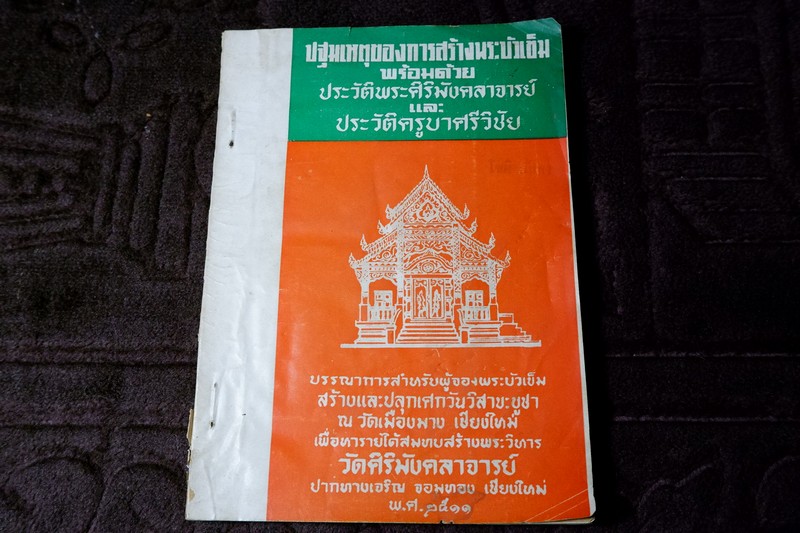 ปฐมเหตุของการสร้างพระบัวเข็ม
พร้อมด้วย
ประวัติพระศิริมังคลาจารย์
และ
ประวัติครูบาศรีวิชัย
บรรณาการสำหรับผู้จองพระบัวเข็ม
สร้างและปลุกเศกวันวิสาขะบูชา
ณ วัดเมืองมาง เชียงใหม่
เพื่อหารายได้สมทบสร้างพระวิหาร
วัดศิริมังคลาจารย์
ปากทางเจริญ จอมทอง เชียงใหม่
พ.ศ. ๒๕๑๑